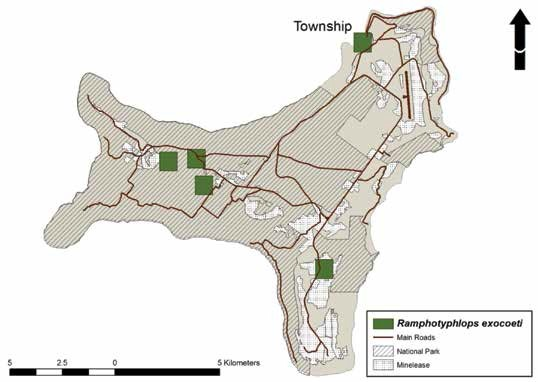 Township
Ramphotyphlops exocoeti
Main Roads
National Park
Minelease
5 2.5 0 5 Kilometers